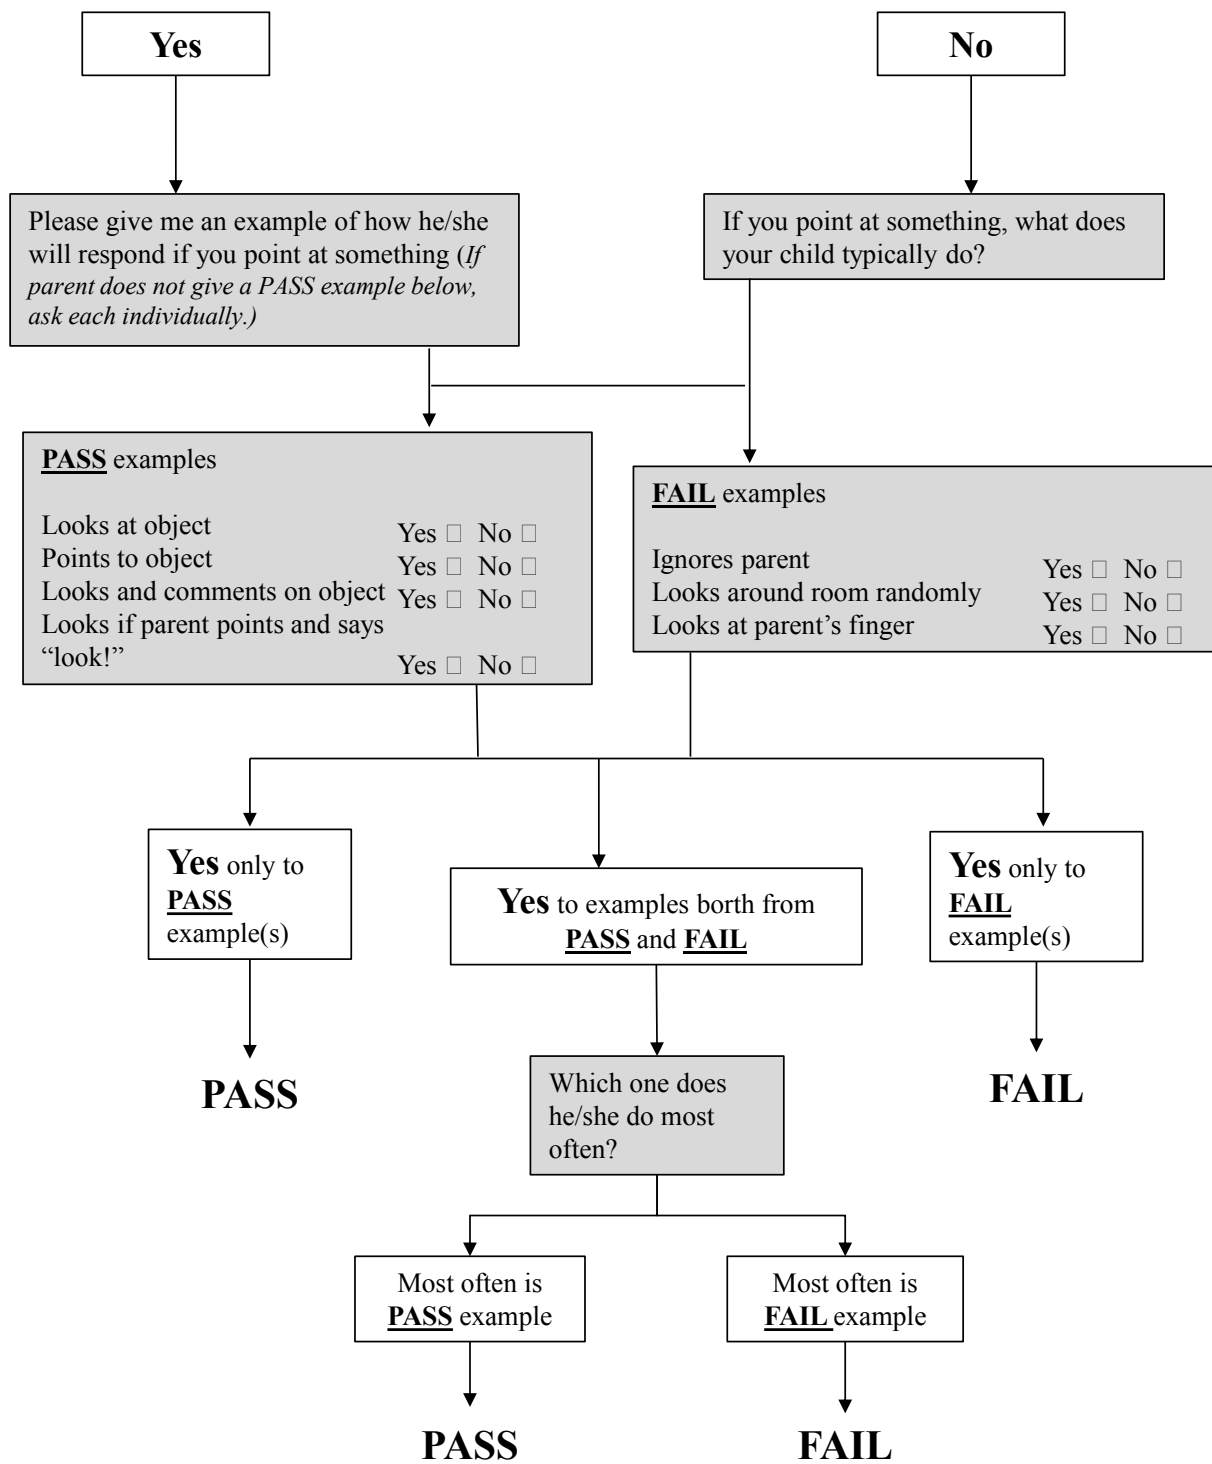 Yes
No
Please give me an example of how he/she
will respond if you point at something (If
parent does not give a PASS example below,
ask each individually.)
If you point at something, what does
your child typically do?
PASS examples
Looks at object Yes □ No □
Points to object Yes □ No □
Looks and comments on object Yes □ No □
Looks if parent points and says
“look!” Yes □ No □
FAIL examples
Ignores parent Yes □ No □
Looks around room randomly Yes □ No □
Looks at parent’s finger Yes □ No □
Yes only to
PASS
example(s)
Yes to examples borth from
PASS and FAIL
Yes only to
FAIL
example(s)
PASS
Which one does
he/she do most
often?
FAIL
Most often is
PASS example
Most often is
FAIL example
PASS
FAIL